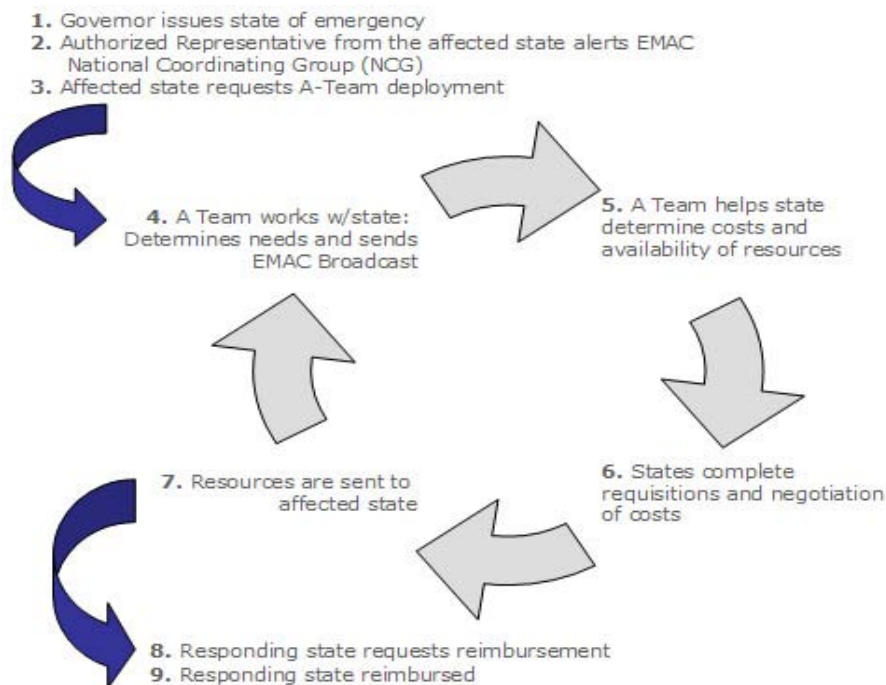 1. Governor issues state of emergency
2. Authorized Representative from the affected state alerts EMAC
National Coordinating Group (NCG)
3. Affected state requests A-Team deployment
4. A Team works w/state:
Determines needs and sends
EMAC Broadcast
5. A Team helps state
determine costs and
availability of resources
6. States complete
requisitions and negotiation
of costs
7. Resources are sent to
affected state
8. Responding state requests reimbursement
9. Responding state reimbursed